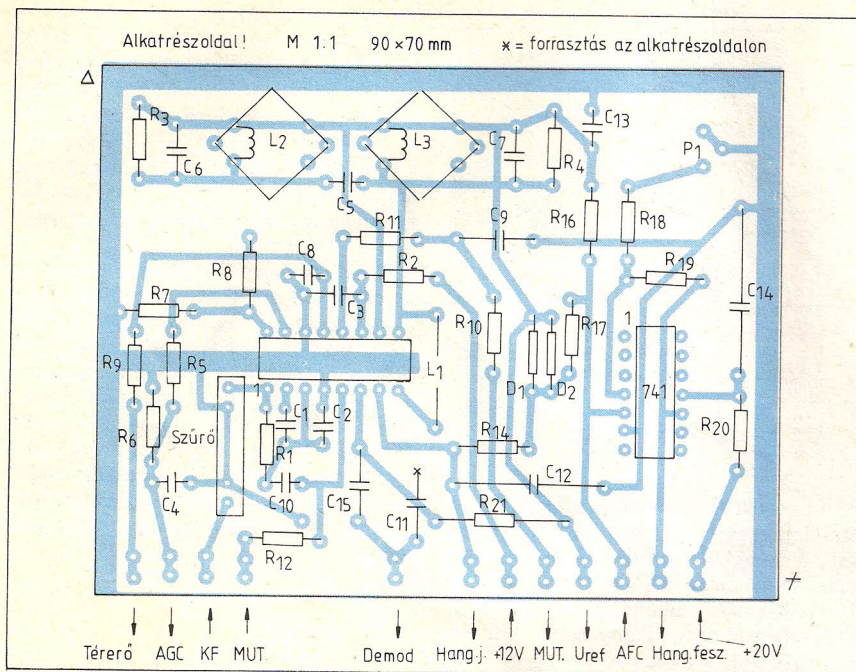 Alkatrészoldal! M 1:1 90×70 mm * = forrasztás az alkatrészoldalon
Δ
R3 C6 L2 C5 L3 C7 R4 C13 P1
R11 C9 R16 R18
R7 R8 C8 C3 R2 R10 R17 R19 C14
R9 R5 L1 D1 D2 1 741
R6 Szűrő 1 R1 C1 C2 R14 R20
C4 C10 C15 * C11 C12
R12 R21
Térerő AGC KF MUT. Demod Hang.j. +12V MUT. Uref AFC Hang.fesz. +20V